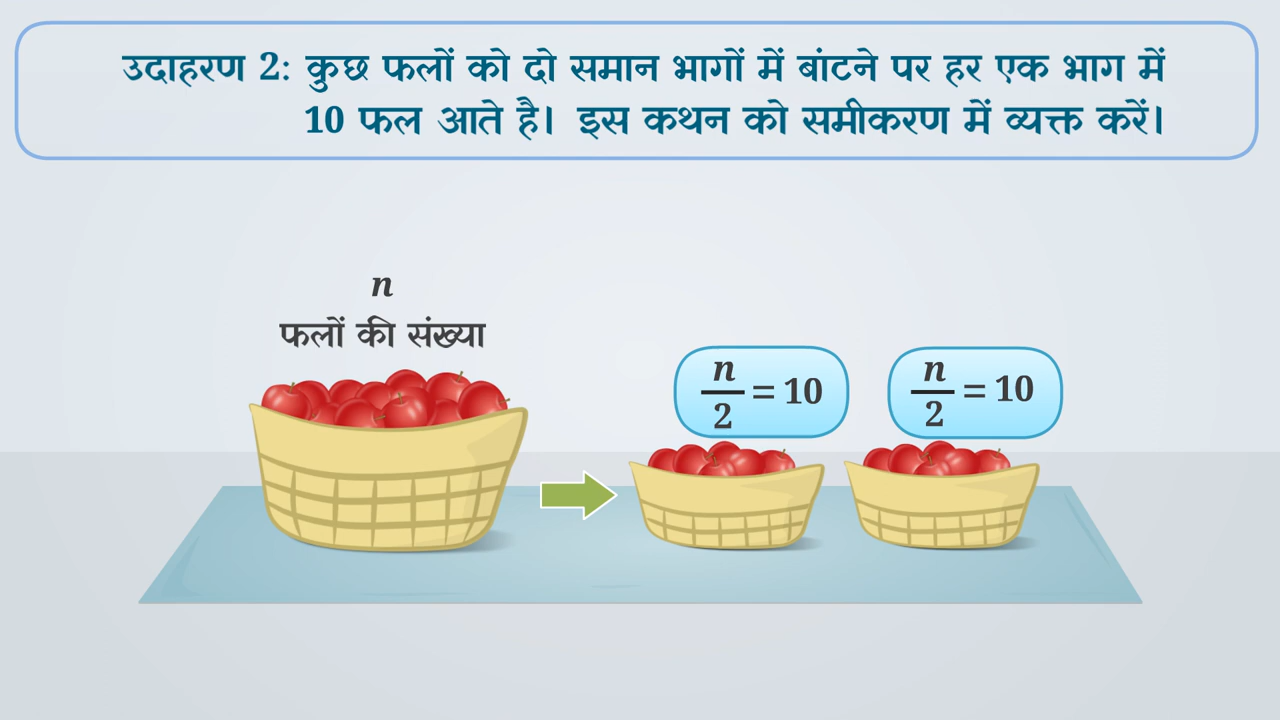 उदाहरण 2: कुछ फलों को दो समान भागों में बांटने पर हर एक भाग में
10 फल आते है। इस कथन को समीकरण में व्यक्त करें।
n
फलों की संख्या
n/2 = 10
n/2 = 10